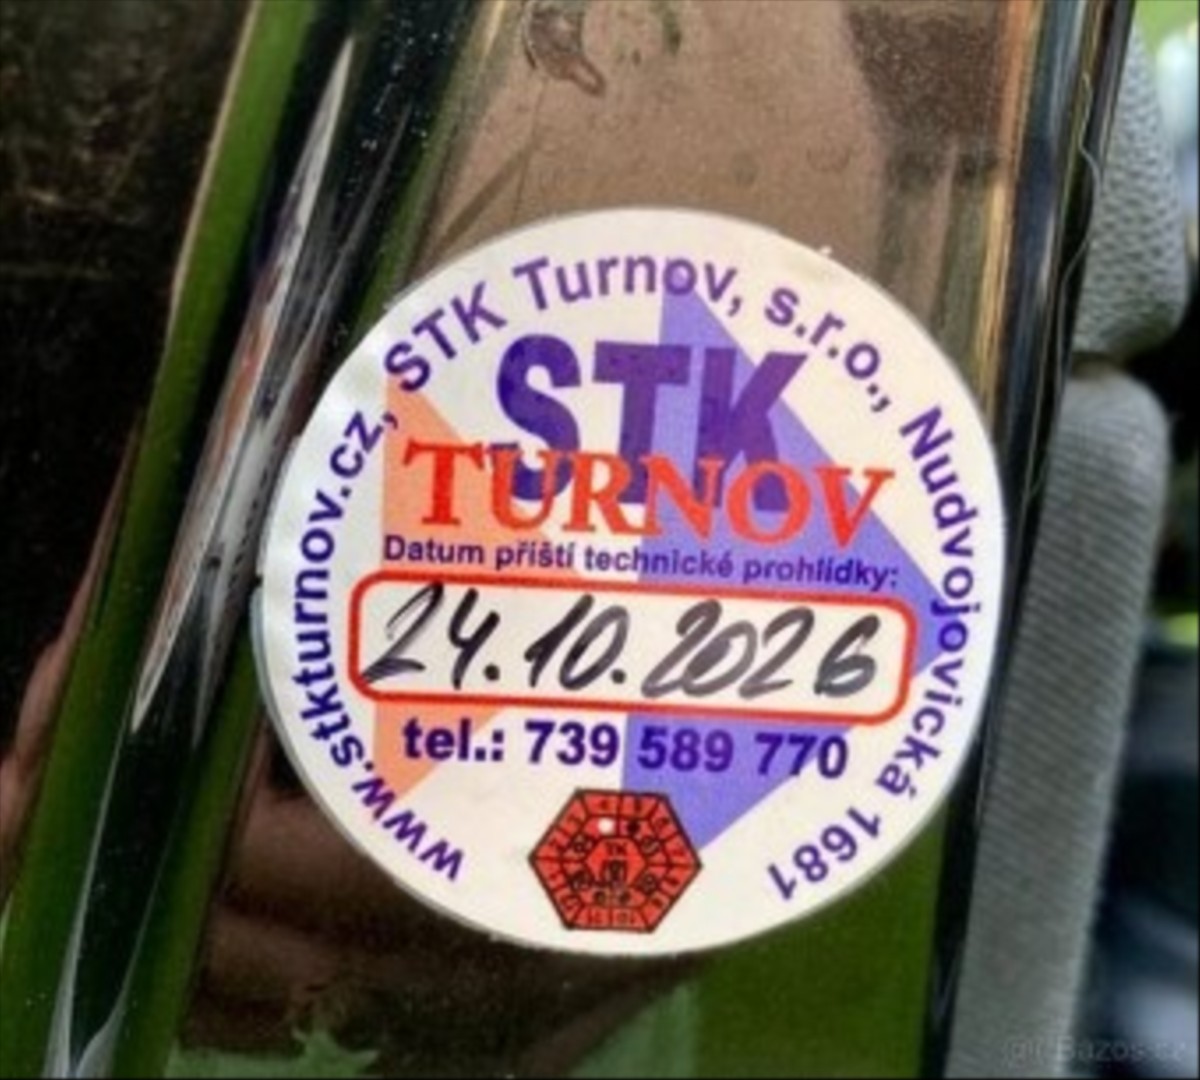 www.stkturnov.cz, STK Turnov, s.r.o., Nudvojovická 1681
STK
TURNOV
Datum příští technické prohlídky:
24.10.2026
tel.: 739 589 770
TK